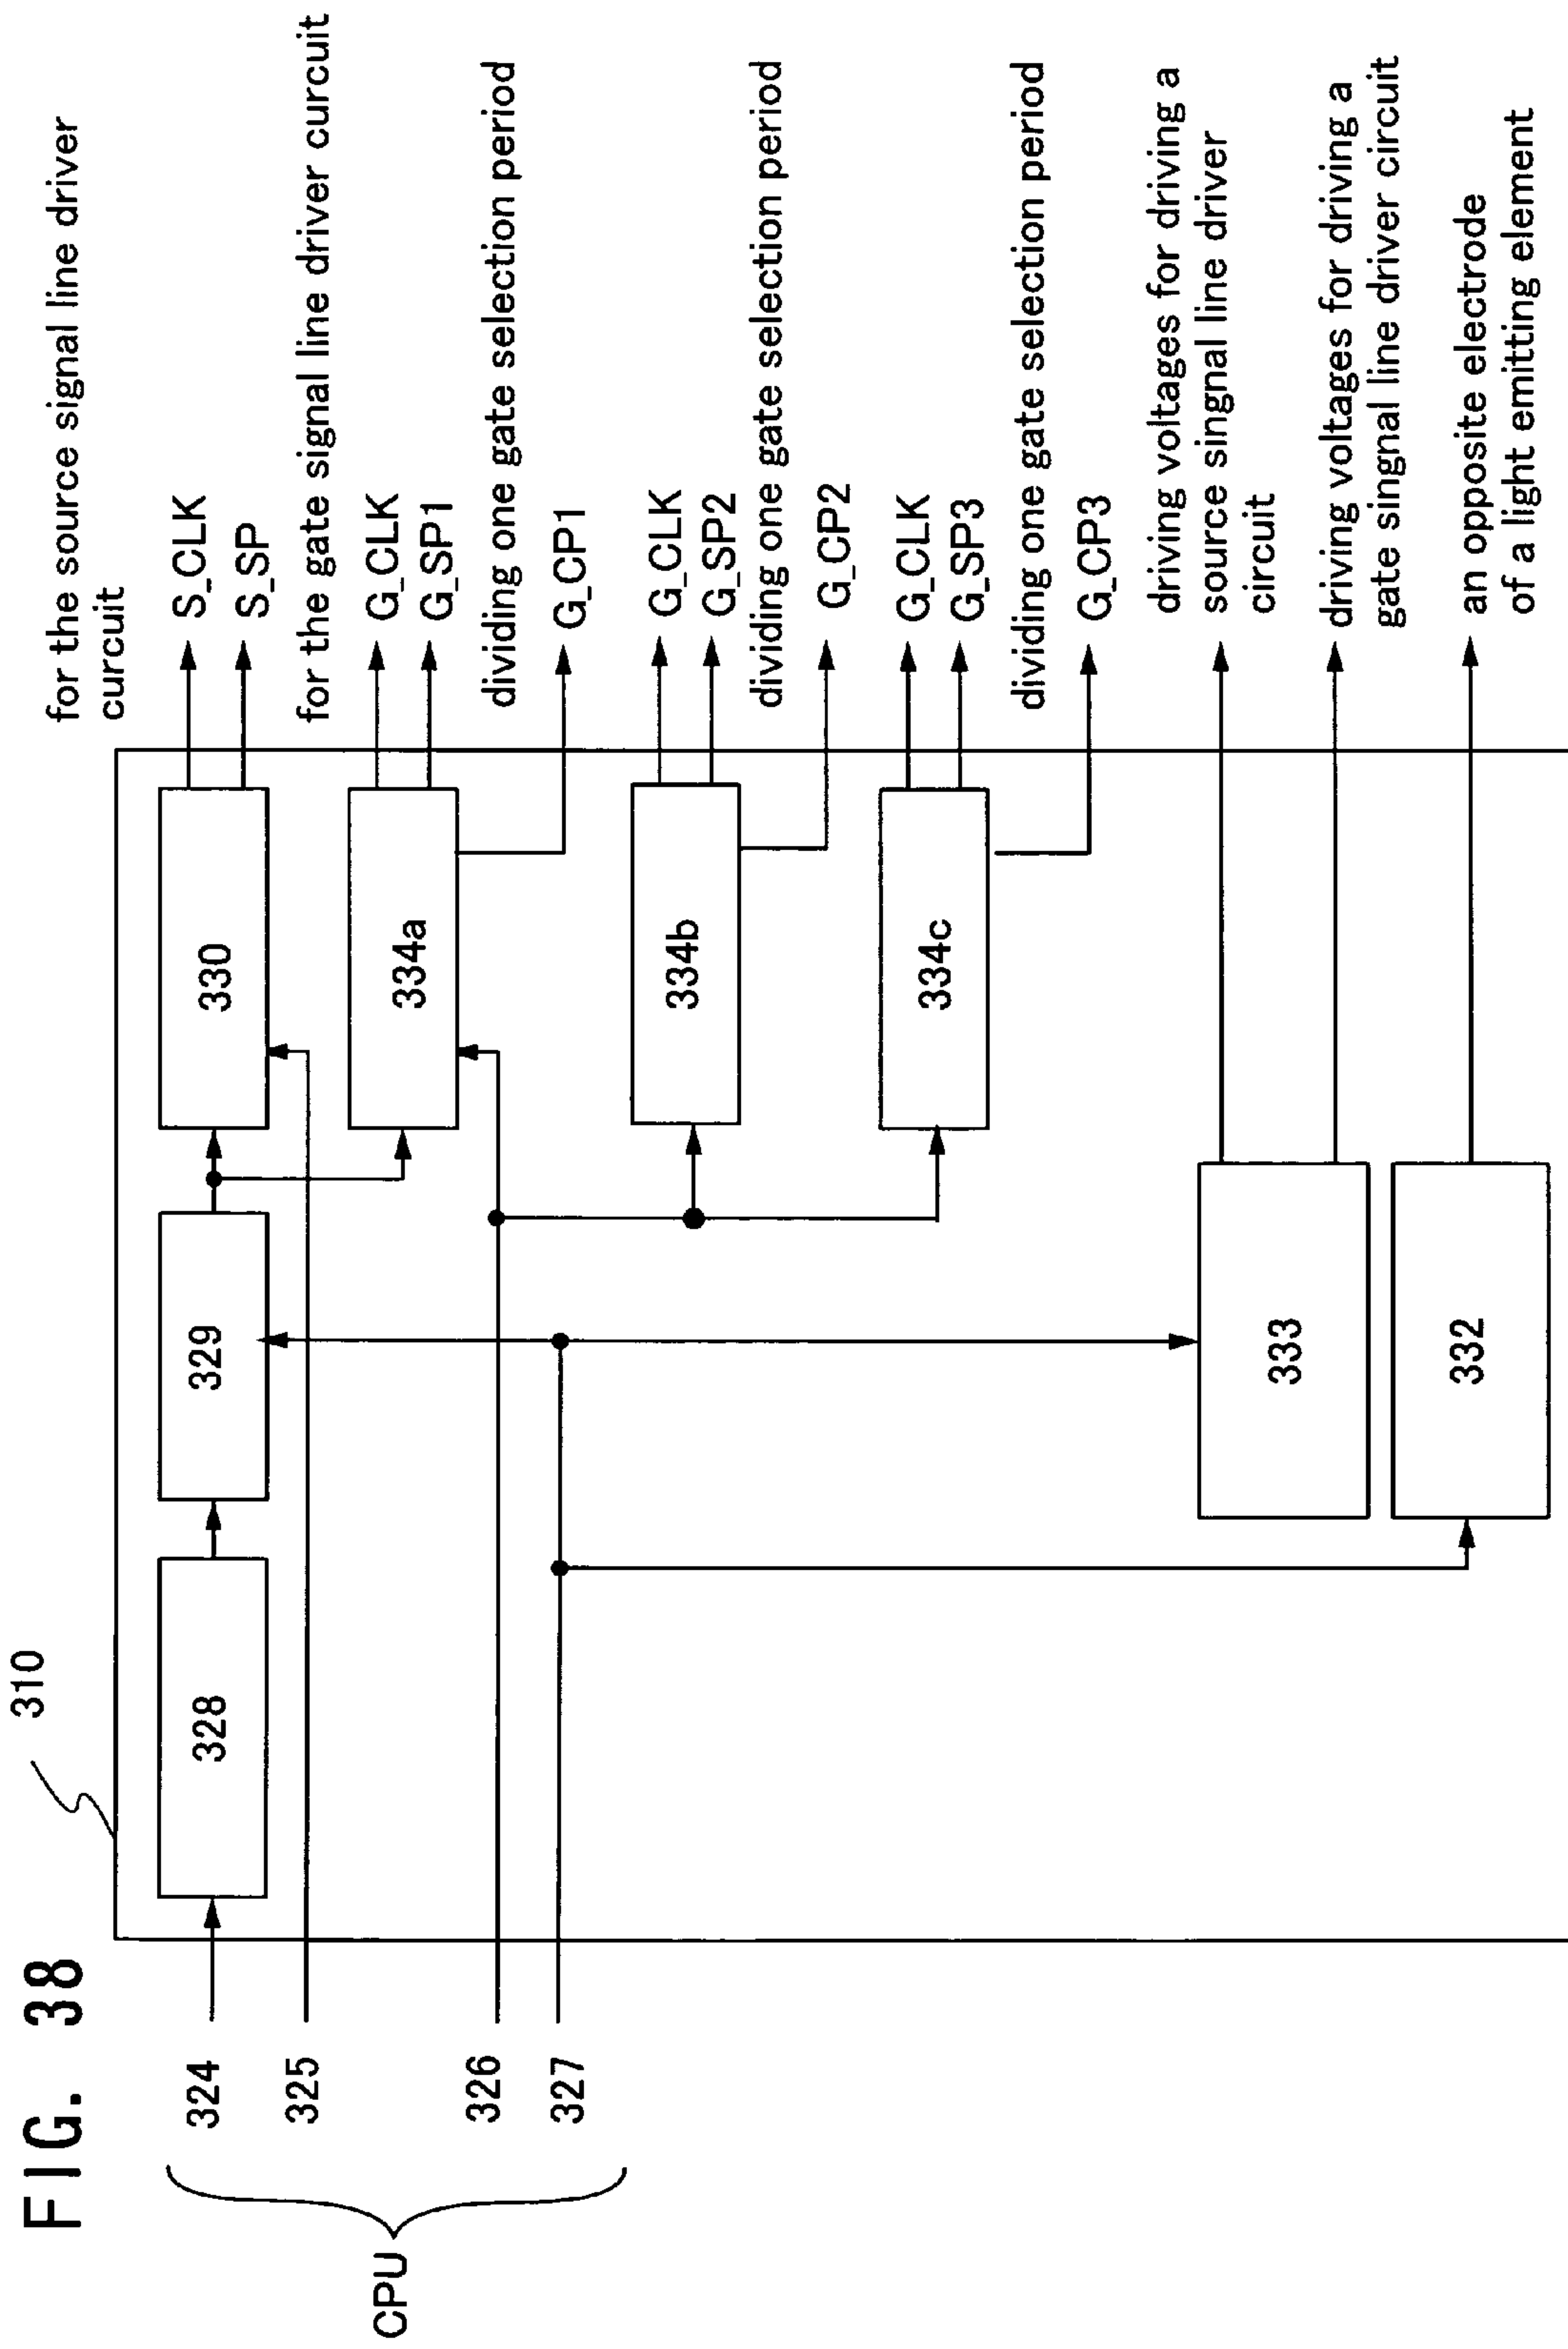 FIG. 38
310
CPU
324
325
326
327
328
329
330
334a
334b
334c
333
332
for the source signal line driver
curcuit
S_CLK
S_SP
for the gate signal line driver curcuit
G_CLK
G_SP1
dividing one gate selection period
G_CP1
G_CLK
G_SP2
dividing one gate selection period
G_CP2
G_CLK
G_SP3
dividing one gate selection period
G_CP3
driving voltages for driving a
source singnal line driver
circuit
driving voltages for driving a
gate singnal line driver circuit
an opposite electrode
of a light emitting element